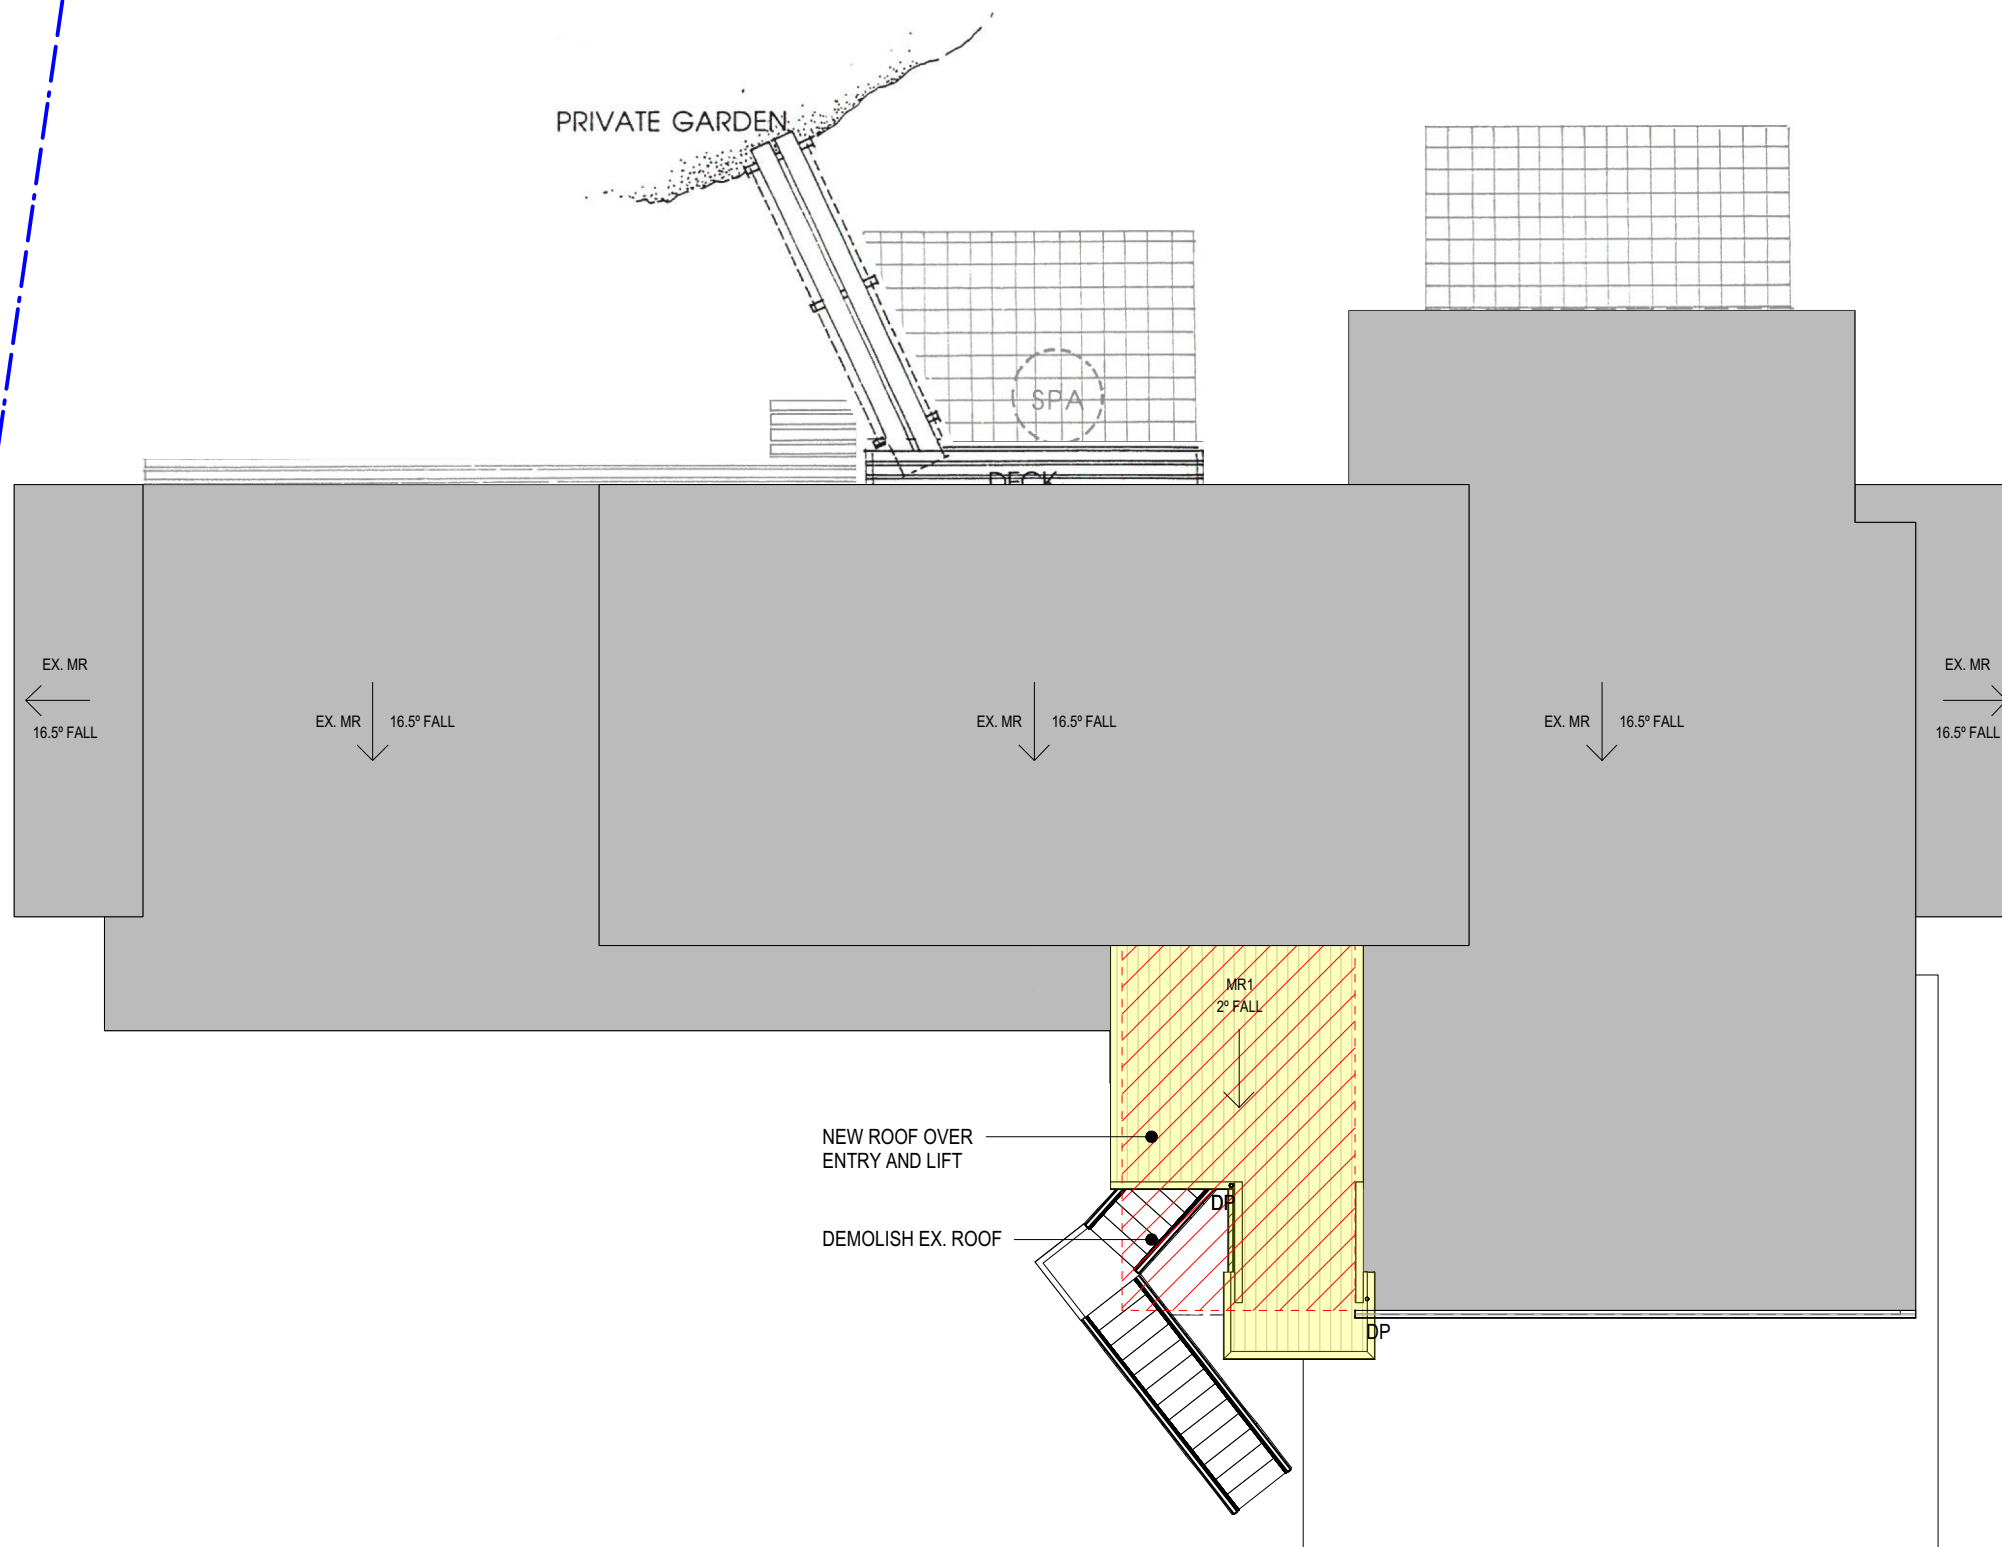 PRIVATE GARDEN
SPA
DECK
EX. MR
16.5º FALL
EX. MR
16.5º FALL
EX. MR
16.5º FALL
EX. MR
16.5º FALL
EX. MR
16.5º FALL
MR1
2º FALL
NEW ROOF OVER
ENTRY AND LIFT
DP
DEMOLISH EX. ROOF
DP